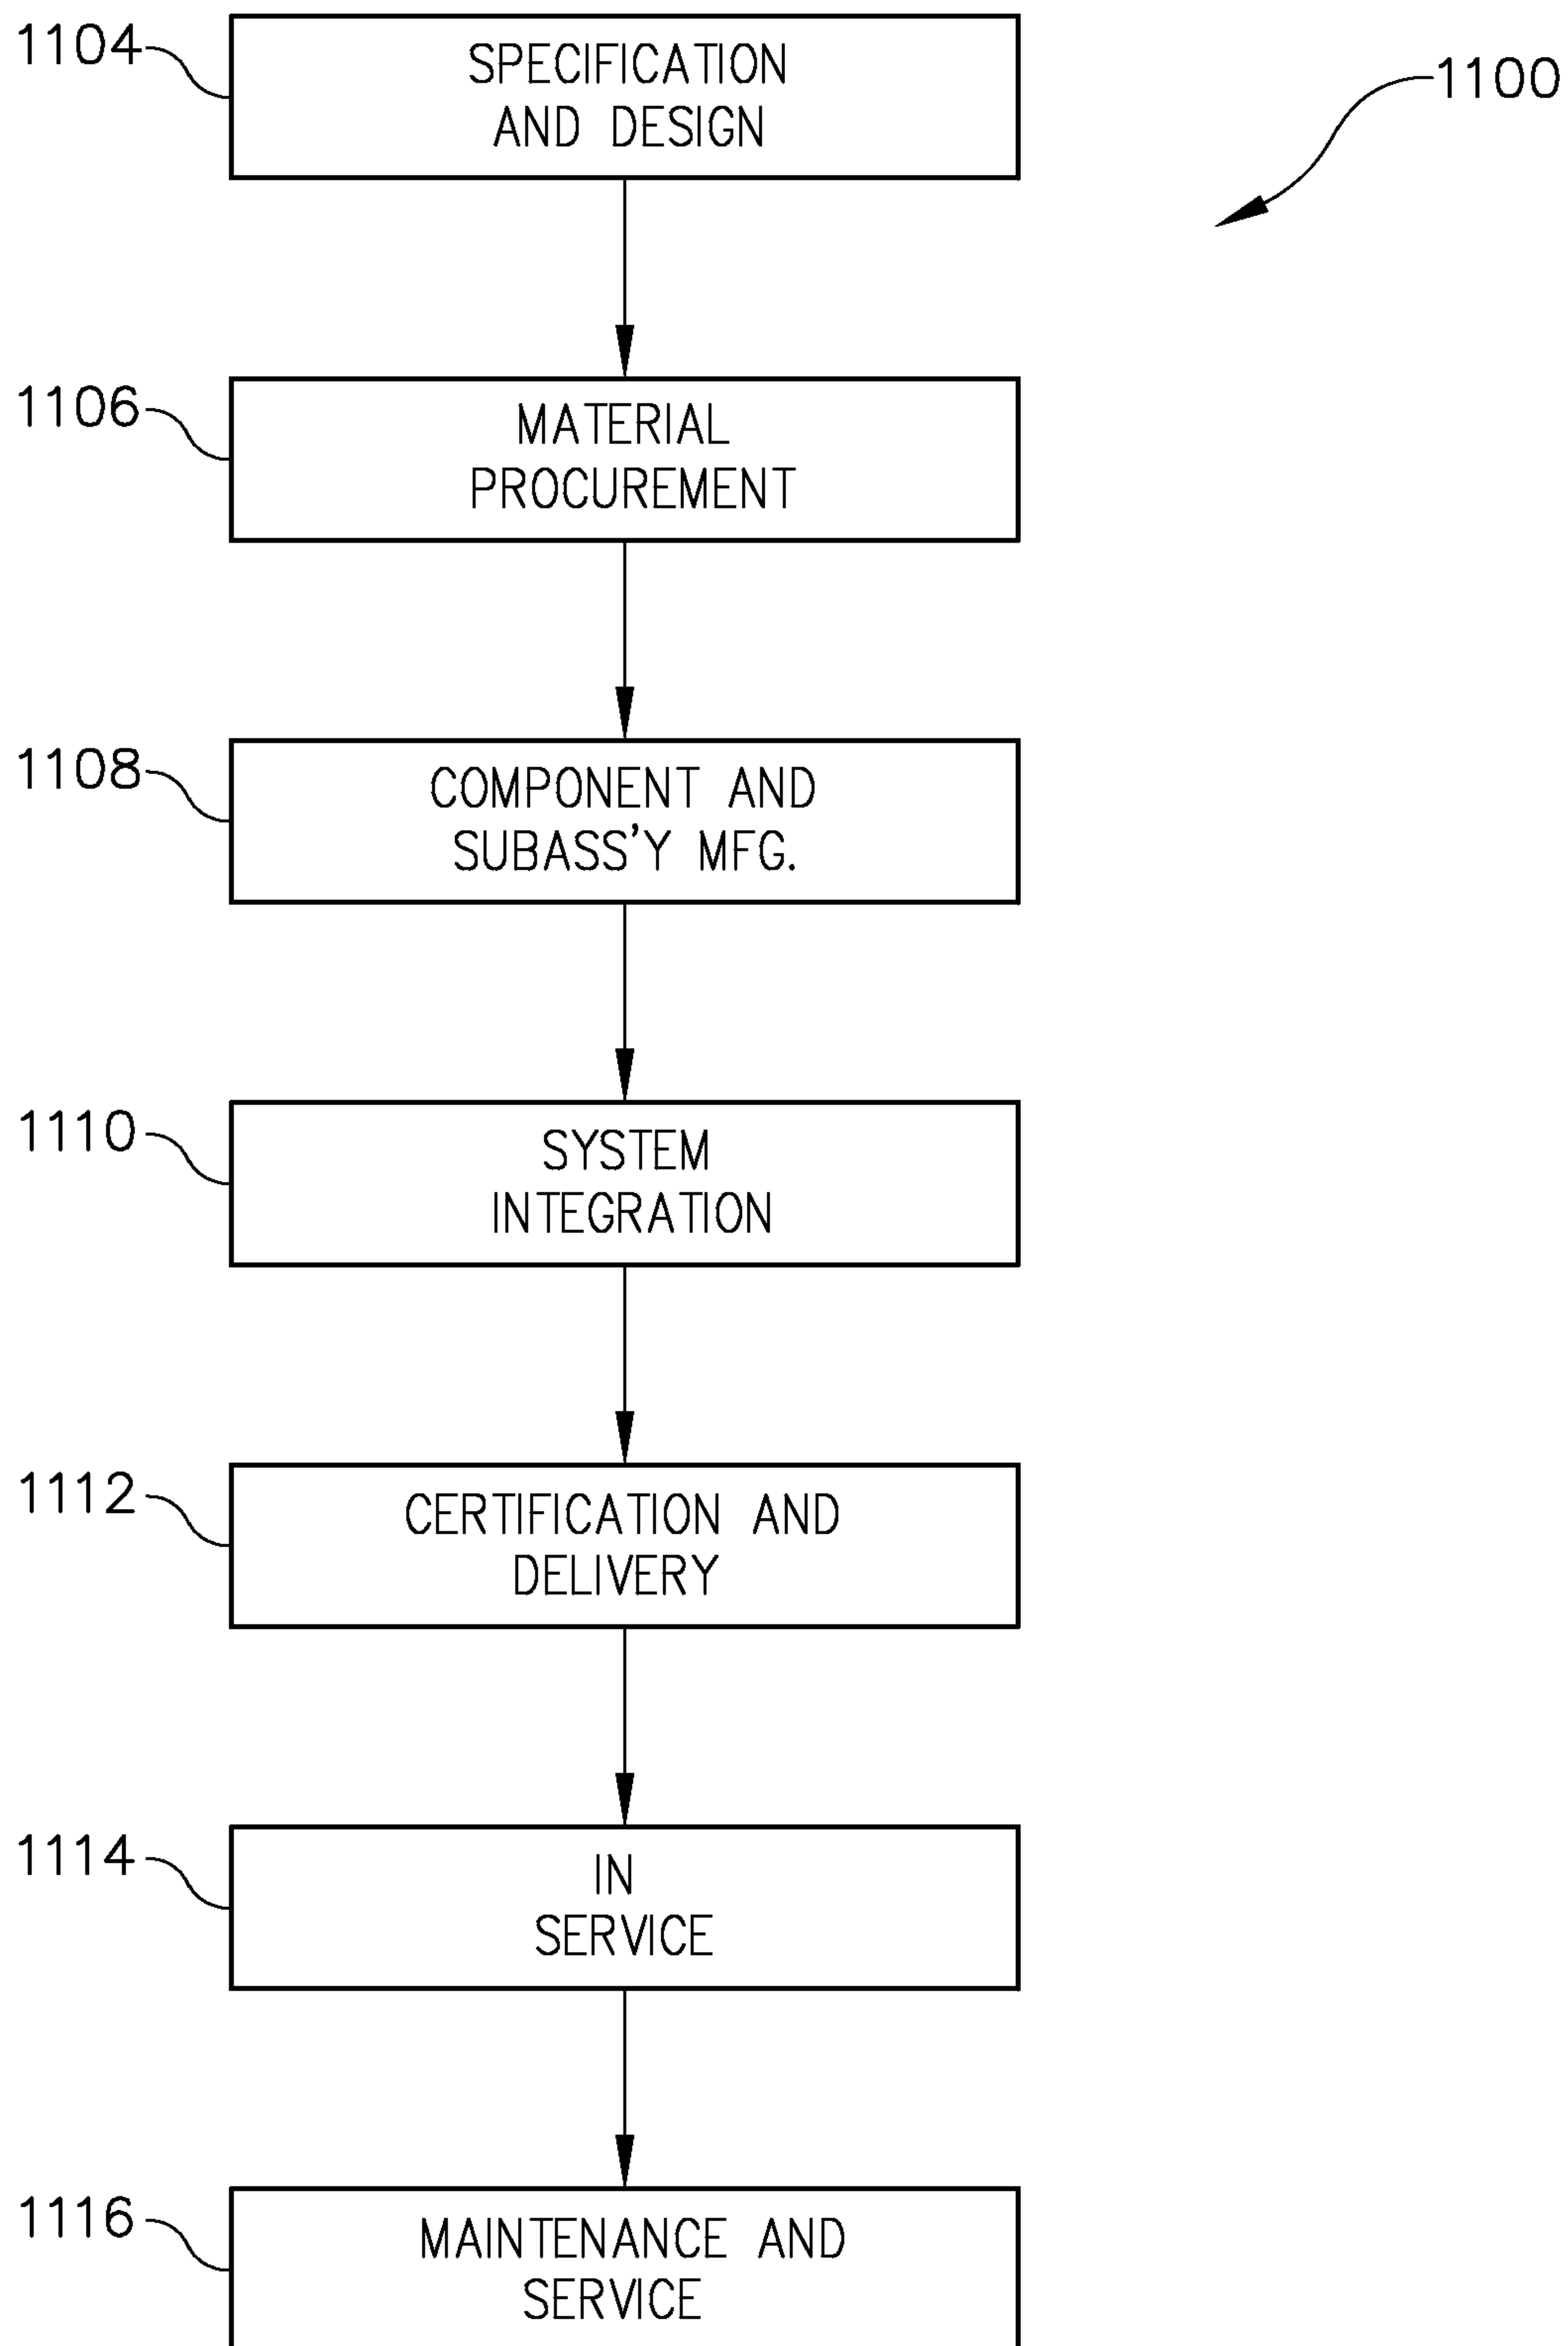 1104
SPECIFICATION
AND DESIGN
1100
1106
MATERIAL
PROCUREMENT
1108
COMPONENT AND
SUBASS'Y MFG.
1110
SYSTEM
INTEGRATION
1112
CERTIFICATION AND
DELIVERY
1114
IN
SERVICE
1116
MAINTENANCE AND
SERVICE